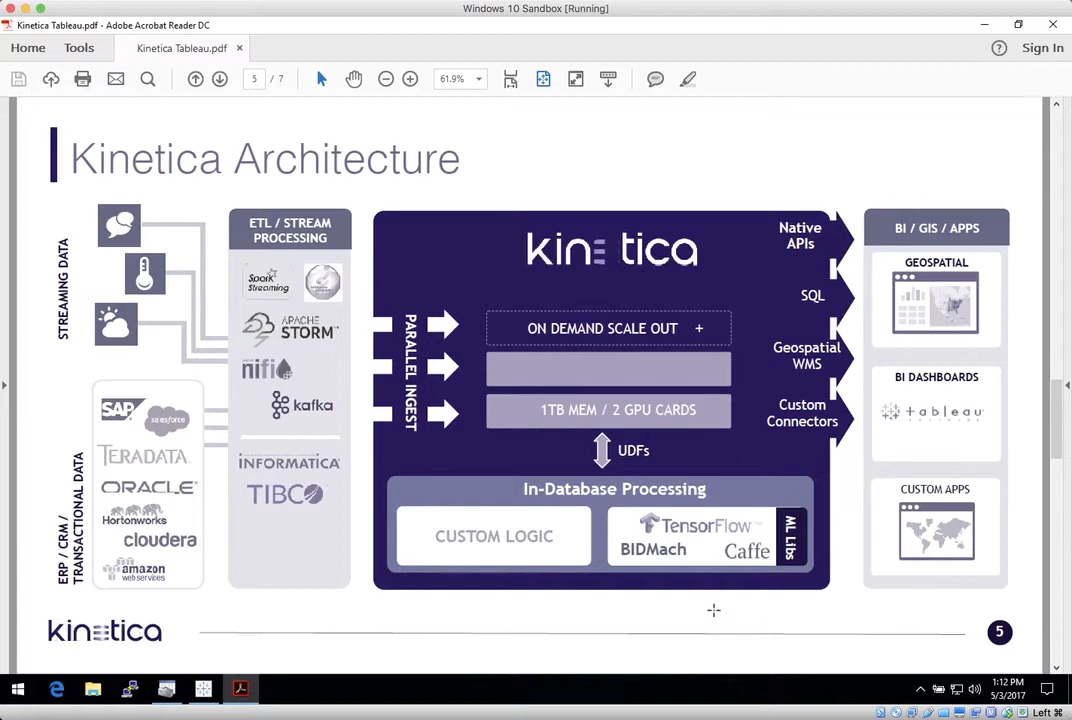 Windows 10 Sandbox [Running]
Kinetica Tableau.pdf - Adobe Acrobat Reader DC
Home
Tools
Kinetica Tableau.pdf
Sign In
5 / 7
61.9%
Kinetica Architecture
STREAMING DATA
ERP / CRM /
TRANSACTIONAL DATA
SAP
salesforce
TERADATA
ORACLE
Hortonworks
cloudera
amazon
webservices
ETL / STREAM
PROCESSING
Spark
Streaming
APACHE
STORM
nifi
kafka
INFORMATICA
TIBCO
PARALLEL INGEST
kinetica
ON DEMAND SCALE OUT +
1TB MEM / 2 GPU CARDS
UDFs
In-Database Processing
CUSTOM LOGIC
TensorFlow
BIDMach
Caffe
ML Libs
Native
APIs
SQL
Geospatial
WMS
Custom
Connectors
BI / GIS / APPS
GEOSPATIAL
BI DASHBOARDS
tableau
CUSTOM APPS
kinetica
5
1:12 PM
5/3/2017
Left ⌘